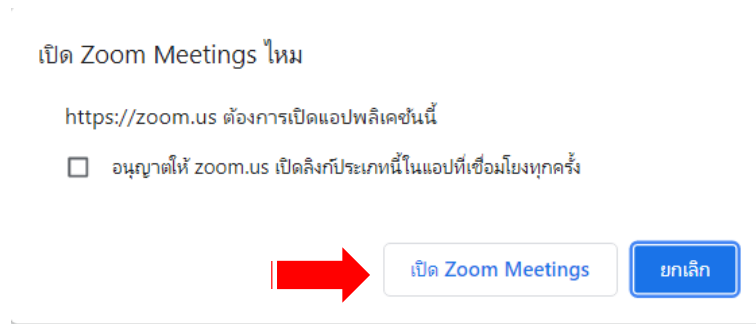 เปิด Zoom Meetings ไหม
https://zoom.us ต้องการเปิดแอปพลิเคชันนี้
อนุญาตให้ zoom.us เปิดลิงก์ประเภทนี้ในแอปที่เชื่อมโยงทุกครั้ง
เปิด Zoom Meetings ยกเลิก